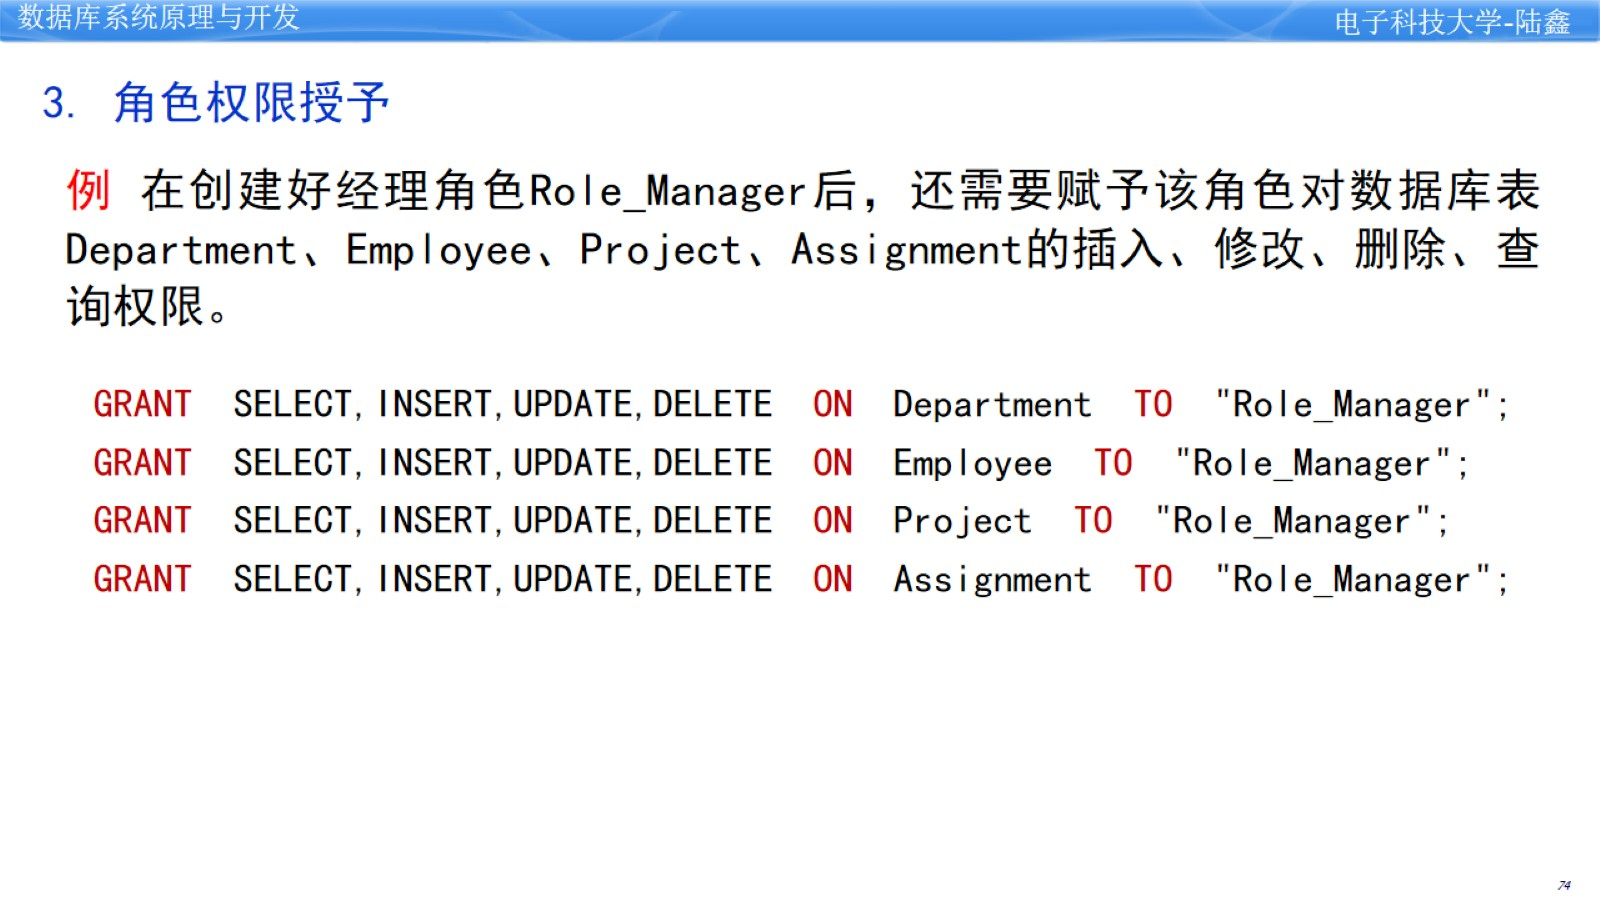 数据库系统原理与开发
电子科技大学-陆鑫
3. 角色权限授予
例 在创建好经理角色Role_Manager后，还需要赋予该角色对数据库表
Department、Employee、Project、Assignment的插入、修改、删除、查
询权限。
GRANT SELECT,INSERT,UPDATE,DELETE ON Department TO "Role_Manager";
GRANT SELECT,INSERT,UPDATE,DELETE ON Employee TO "Role_Manager";
GRANT SELECT,INSERT,UPDATE,DELETE ON Project TO "Role_Manager";
GRANT SELECT,INSERT,UPDATE,DELETE ON Assignment TO "Role_Manager";
74